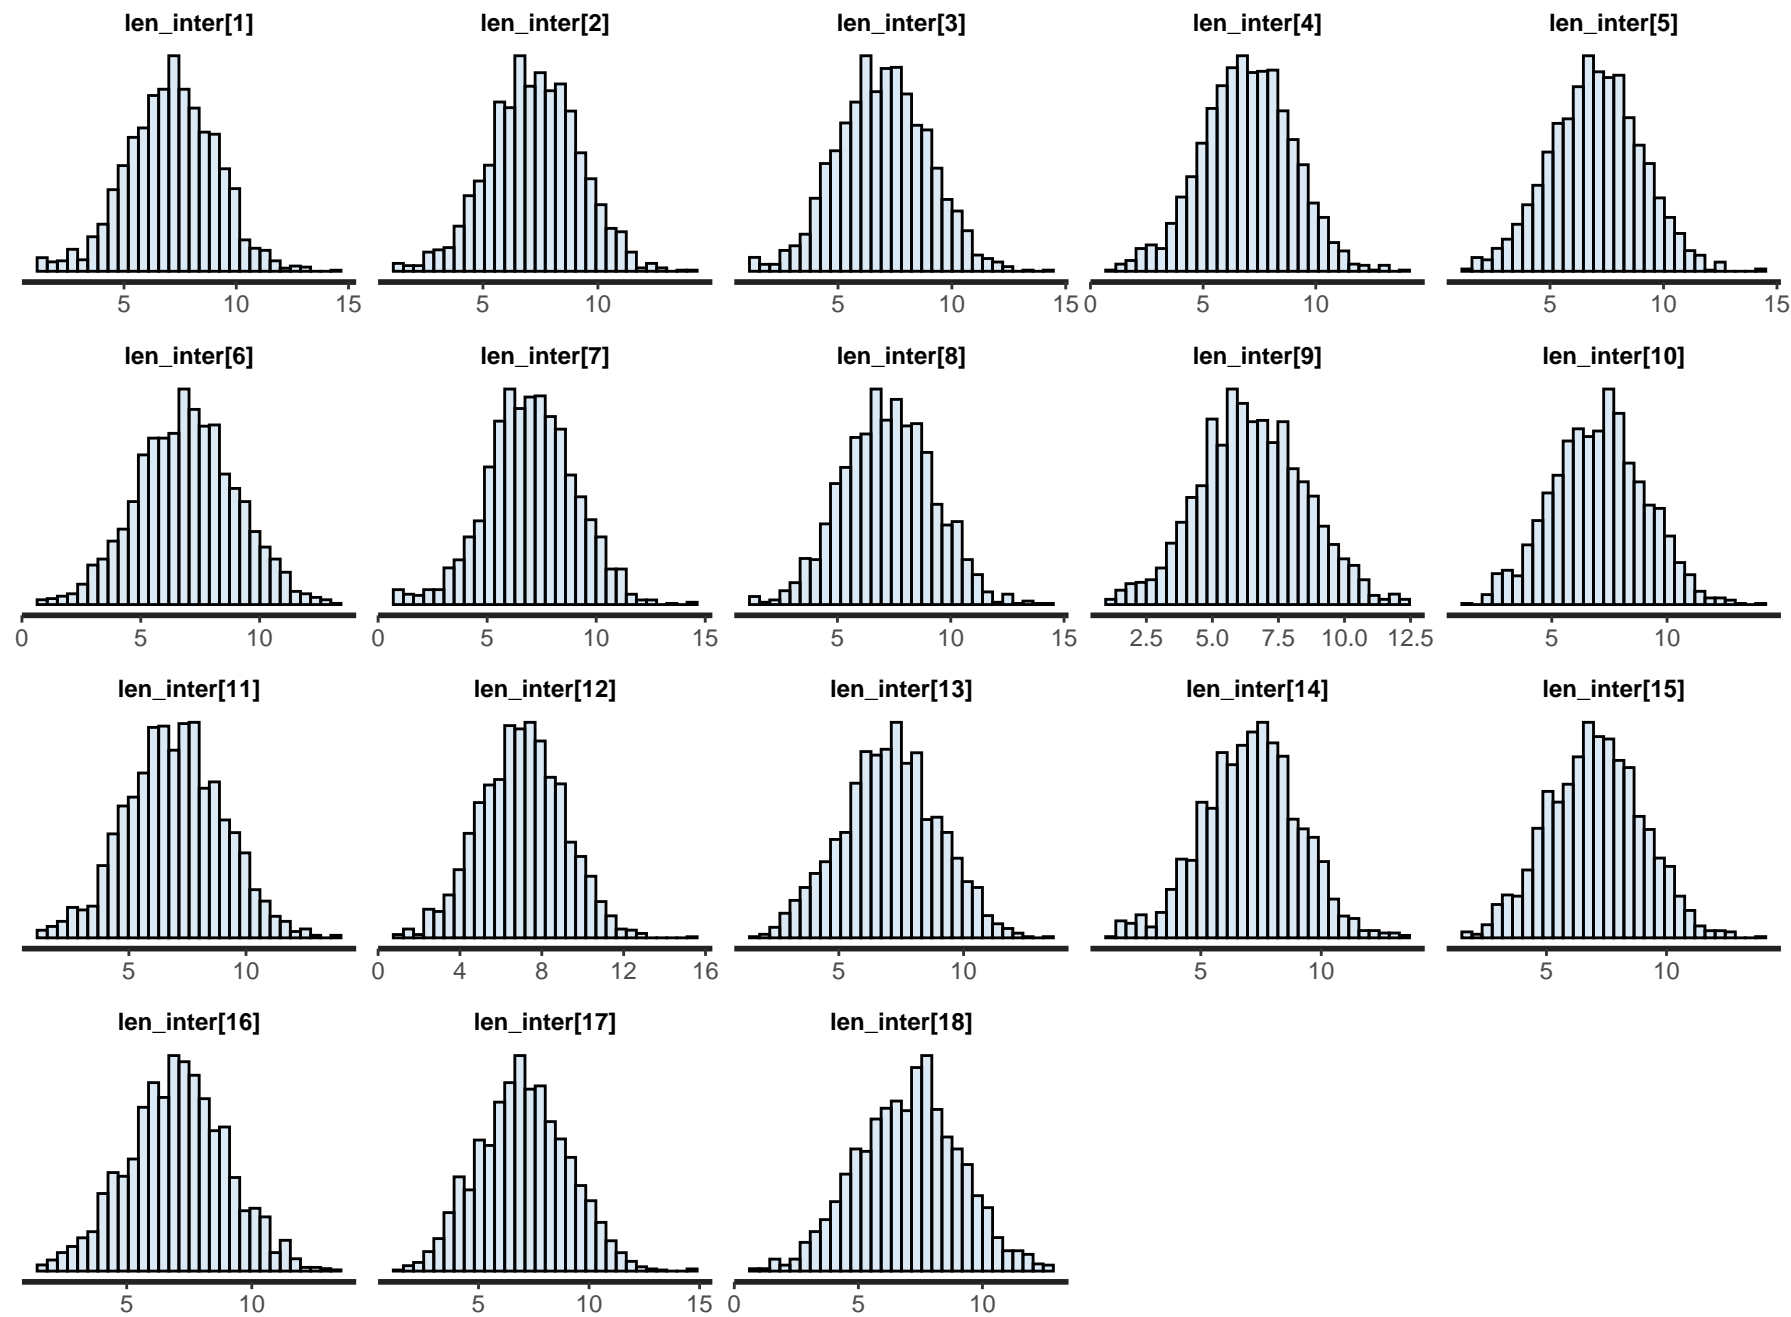 len_inter[1] len_inter[2] len_inter[3] len_inter[4] len_inter[5]
5 10 15 5 10 5 10 15 0 5 10 5 10 15
len_inter[6] len_inter[7] len_inter[8] len_inter[9] len_inter[10]
0 5 10 0 5 10 15 5 10 15 2.5 5.0 7.5 10.0 12.5 5 10
len_inter[11] len_inter[12] len_inter[13] len_inter[14] len_inter[15]
5 10 0 4 8 12 16 5 10 5 10 5 10
len_inter[16] len_inter[17] len_inter[18]
5 10 5 10 15 0 5 10